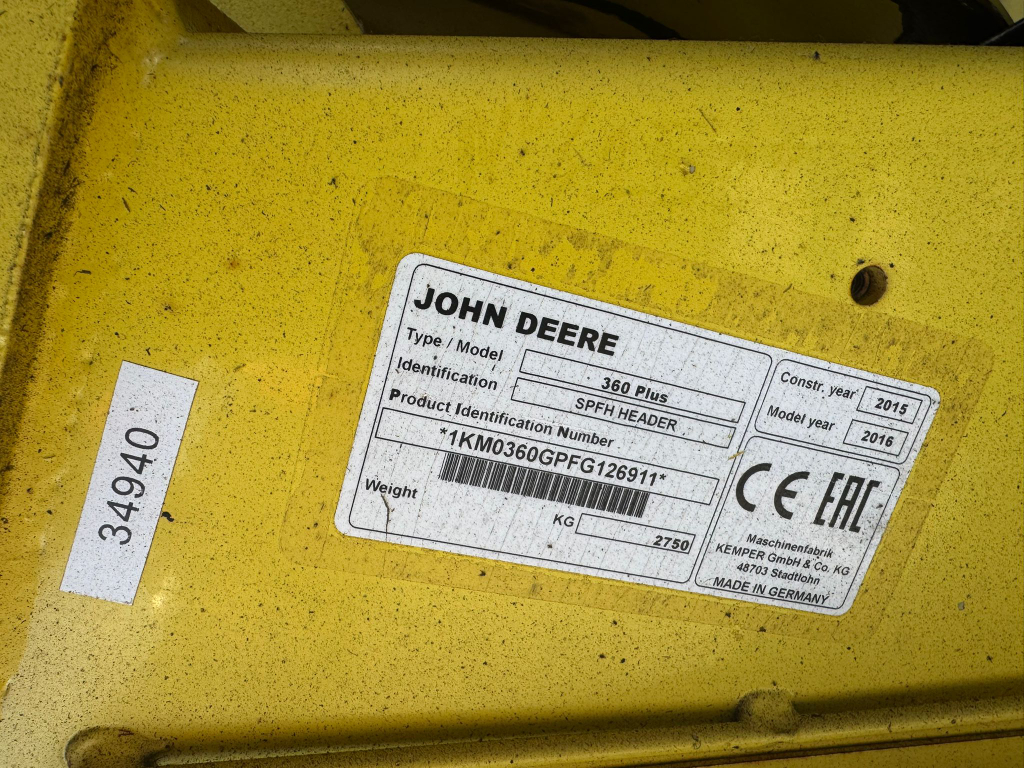 JOHN DEERE
Type / Model
360 Plus
Identification
SPFH HEADER
Product Identification Number
*1KM0360GPFG126911*
Weight
KG
2750
Constr. year
2015
Model year
2016
CE EAC
Maschinenfabrik
KEMPER GmbH & Co. KG
48703 Stadtlohn
MADE IN GERMANY
34940